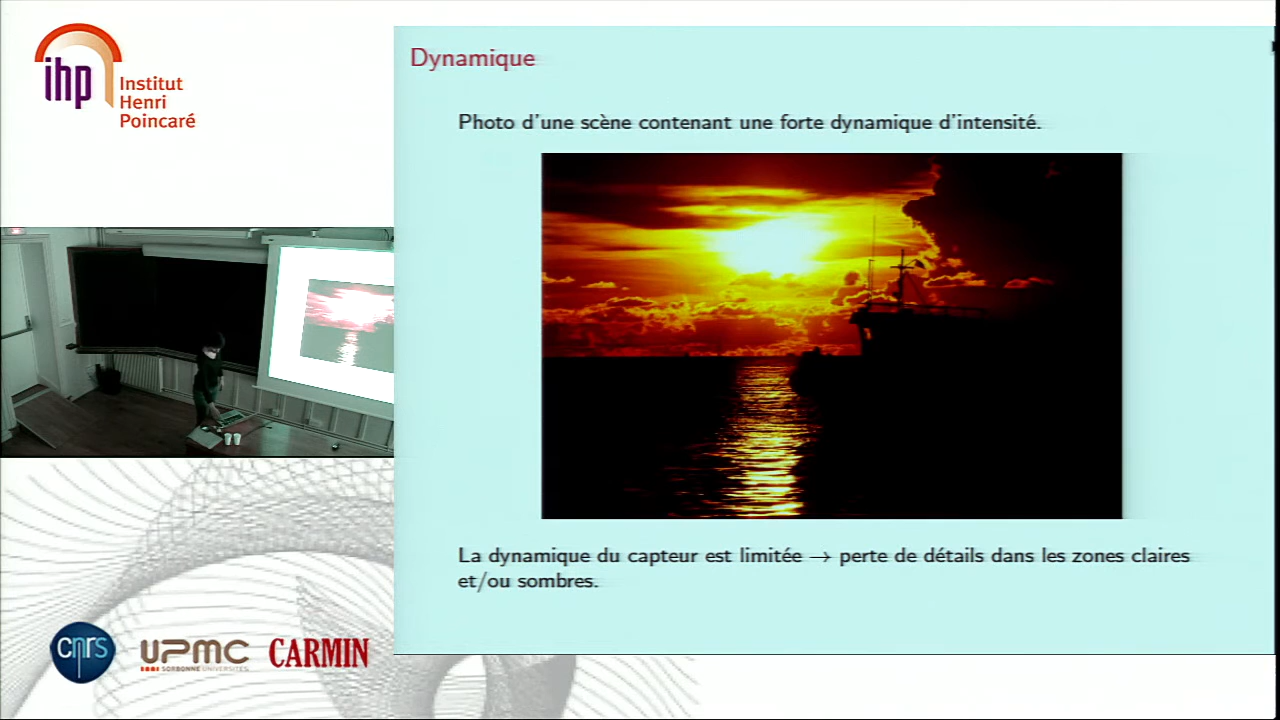 ihp
Institut
Henri
Poincaré
Dynamique
Photo d'une scène contenant une forte dynamique d'intensité.
La dynamique du capteur est limitée → perte de détails dans les zones claires
et/ou sombres.
cnrs
UPMC
SORBONNE UNIVERSITÉS
CARMIN